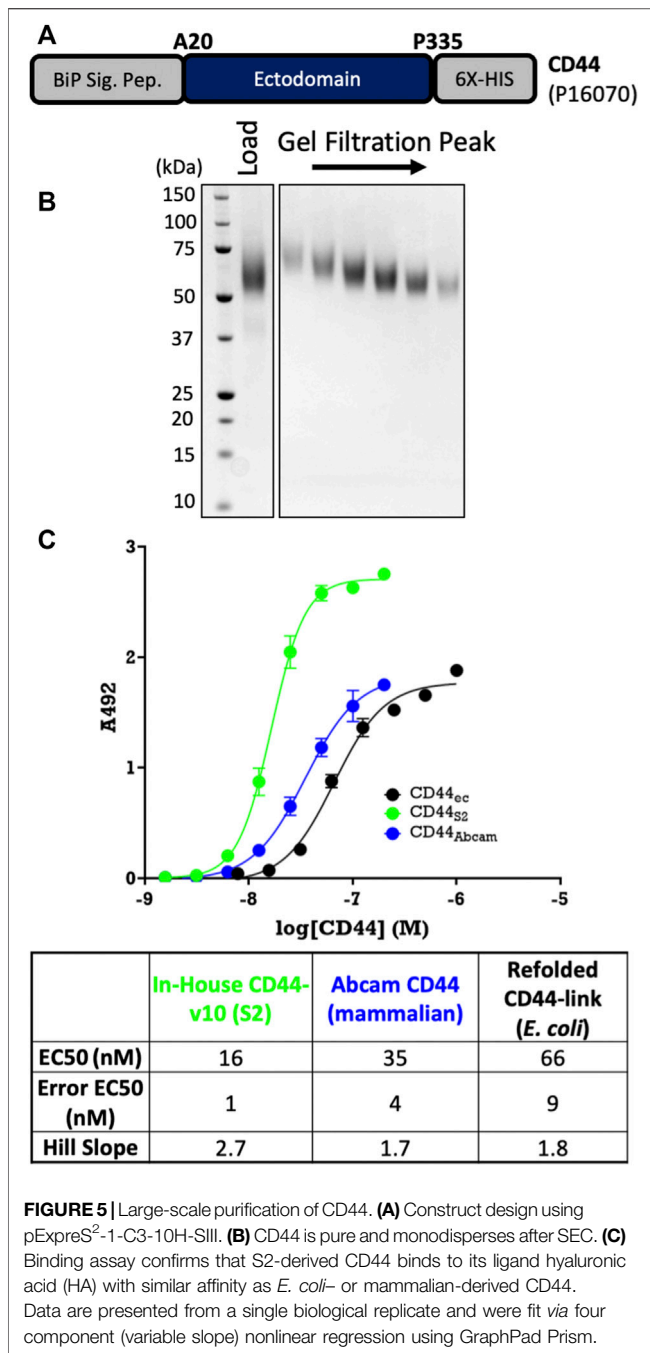 A
A20 P335
BiP Sig. Pep. Ectodomain 6X-HIS CD44
(P16070)
Load Gel Filtration Peak
(kDa)
B
150
100
75
50
37
25
20
15
10
C
3
2
1
0
A492
-9 -8 -7 -6 -5
log[CD44] (M)
CD44ec
CD44S2
CD44Abcam
In-House CD44-
v10 (S2)
Abcam CD44
(mammalian)
Refolded
CD44-link
(E. coli)
EC50 (nM) 16 35 66
Error EC50
(nM) 1 4 9
Hill Slope 2.7 1.7 1.8
FIGURE 5 | Large-scale purification of CD44. (A) Construct design using
pExpreS²-1-C3-10H-SIII. (B) CD44 is pure and monodisperses after SEC. (C)
Binding assay confirms that S2-derived CD44 binds to its ligand hyaluronic
acid (HA) with similar affinity as E. coli– or mammalian-derived CD44.
Data are presented from a single biological replicate and were fit via four
component (variable slope) nonlinear regression using GraphPad Prism.